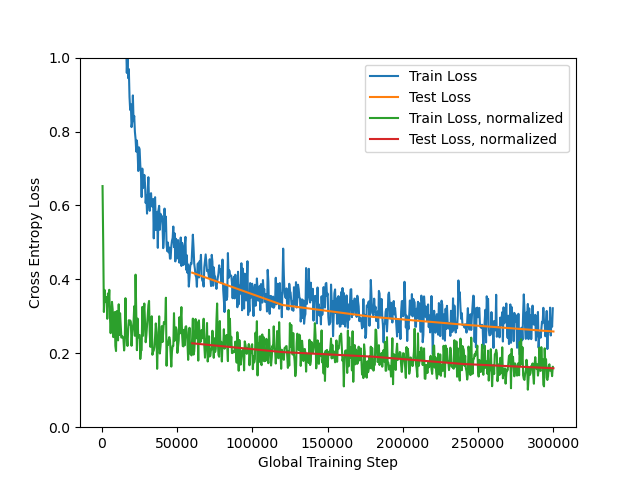 Train Loss
Test Loss
Train Loss, normalized
Test Loss, normalized
1.0
0.8
0.6
0.4
0.2
0.0
Cross Entropy Loss
0 50000 100000 150000 200000 250000 300000
Global Training Step